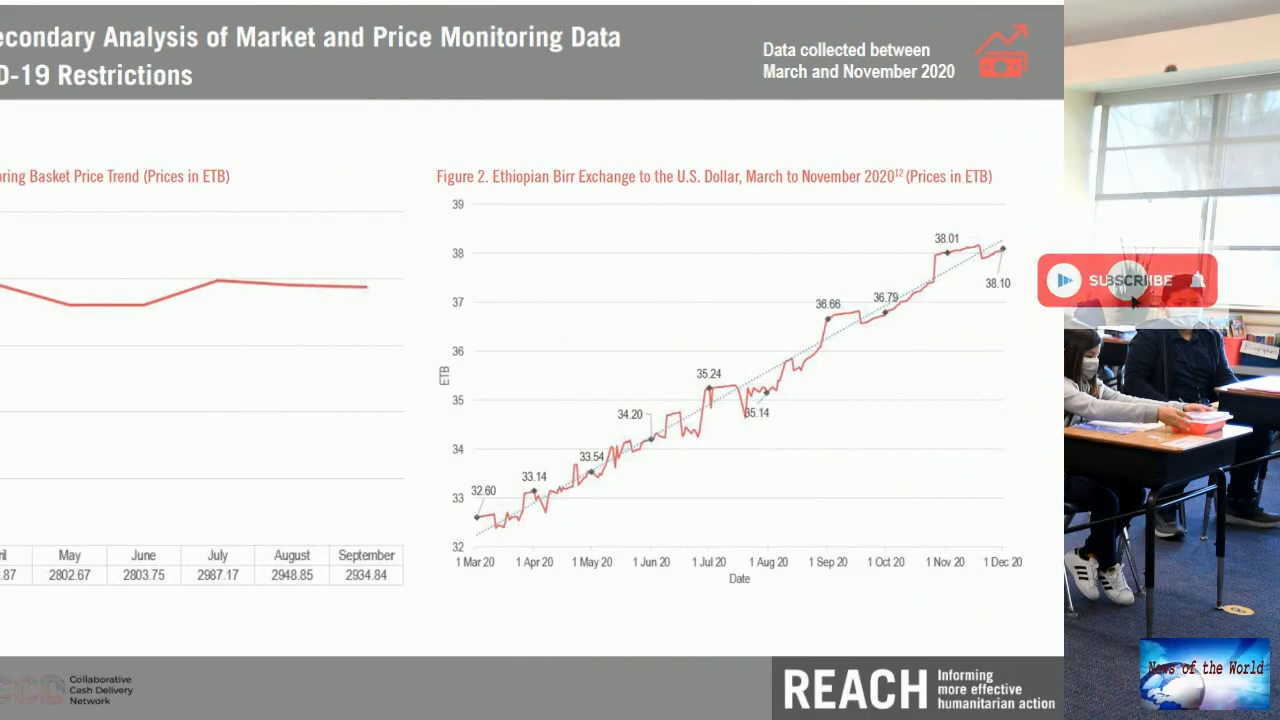 econdary Analysis of Market and Price Monitoring Data
D-19 Restrictions
Data collected between
March and November 2020
oring Basket Price Trend (Prices in ETB)
ril May June July August September
.87 2802.67 2803.75 2987.17 2948.85 2934.84
Figure 2. Ethiopian Birr Exchange to the U.S. Dollar, March to November 2020¹² (Prices in ETB)
39
38
37
36
35
34
33
32
ETB
32.60
33.14
33.54
34.20
35.24
35.14
36.66
36.79
38.01
38.10
1 Mar 20 1 Apr 20 1 May 20 1 Jun 20 1 Jul 20 1 Aug 20 1 Sep 20 1 Oct 20 1 Nov 20 1 Dec 20
Date
SUBSCRIBE
Collaborative
Cash Delivery
Network
REACH
Informing
more effective
humanitarian action
News of the World